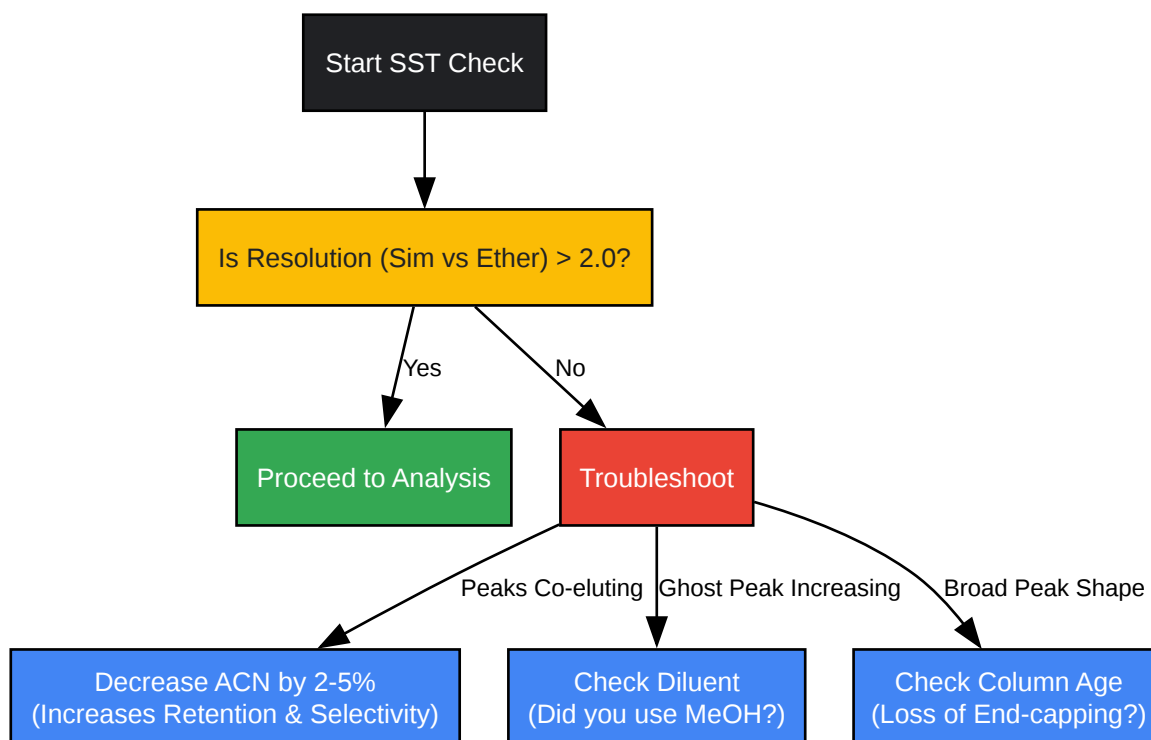 Start SST Check
Is Resolution (Sim vs Ether) > 2.0?
Yes
No
Proceed to Analysis
Troubleshoot
Peaks Co-eluting
Ghost Peak Increasing
Broad Peak Shape
Decrease ACN by 2-5%
(Increases Retention & Selectivity)
Check Diluent
(Did you use MeOH?)
Check Column Age
(Loss of End-capping?)